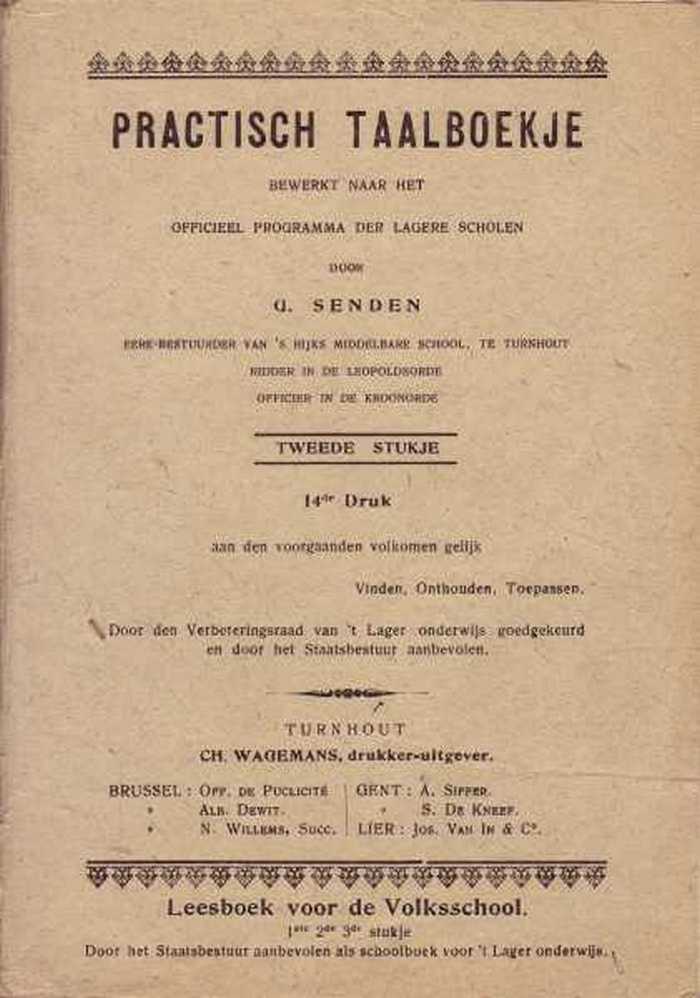 PRACTISCH TAALBOEKJE
BEWERKT NAAR HET
OFFICIEEL PROGRAMMA DER LAGERE SCHOLEN
DOOR
G. SENDEN
EERE-BESTUURDER VAN 'S RIJKS MIDDELBARE SCHOOL, TE TURNHOUT
RIDDER IN DE LEOPOLDSORDE
OFFICIER IN DE KROONORDE
TWEEDE STUKJE
14de Druk
aan den voorgaanden volkomen gelijk
Vinden, Onthouden, Toepassen.
Door den Verbeteringsraad van 't Lager onderwijs goedgekeurd
en door het Staatsbestuur aanbevolen.
TURNHOUT
CH. WAGEMANS, drukker-uitgever.
BRUSSEL : OFF. DE PUCLICITÉ | GENT : A. SIFFER.
» ALB. DEWIT. | » S. DE KNEEF.
» N. WILLEMS, SUCC. | LIER : JOS. VAN IN & Co.
Leesboek voor de Volksschool.
1ste 2de 3de stukje
Door het Staatsbestuur aanbevolen als schoolboek voor 't Lager onderwijs.